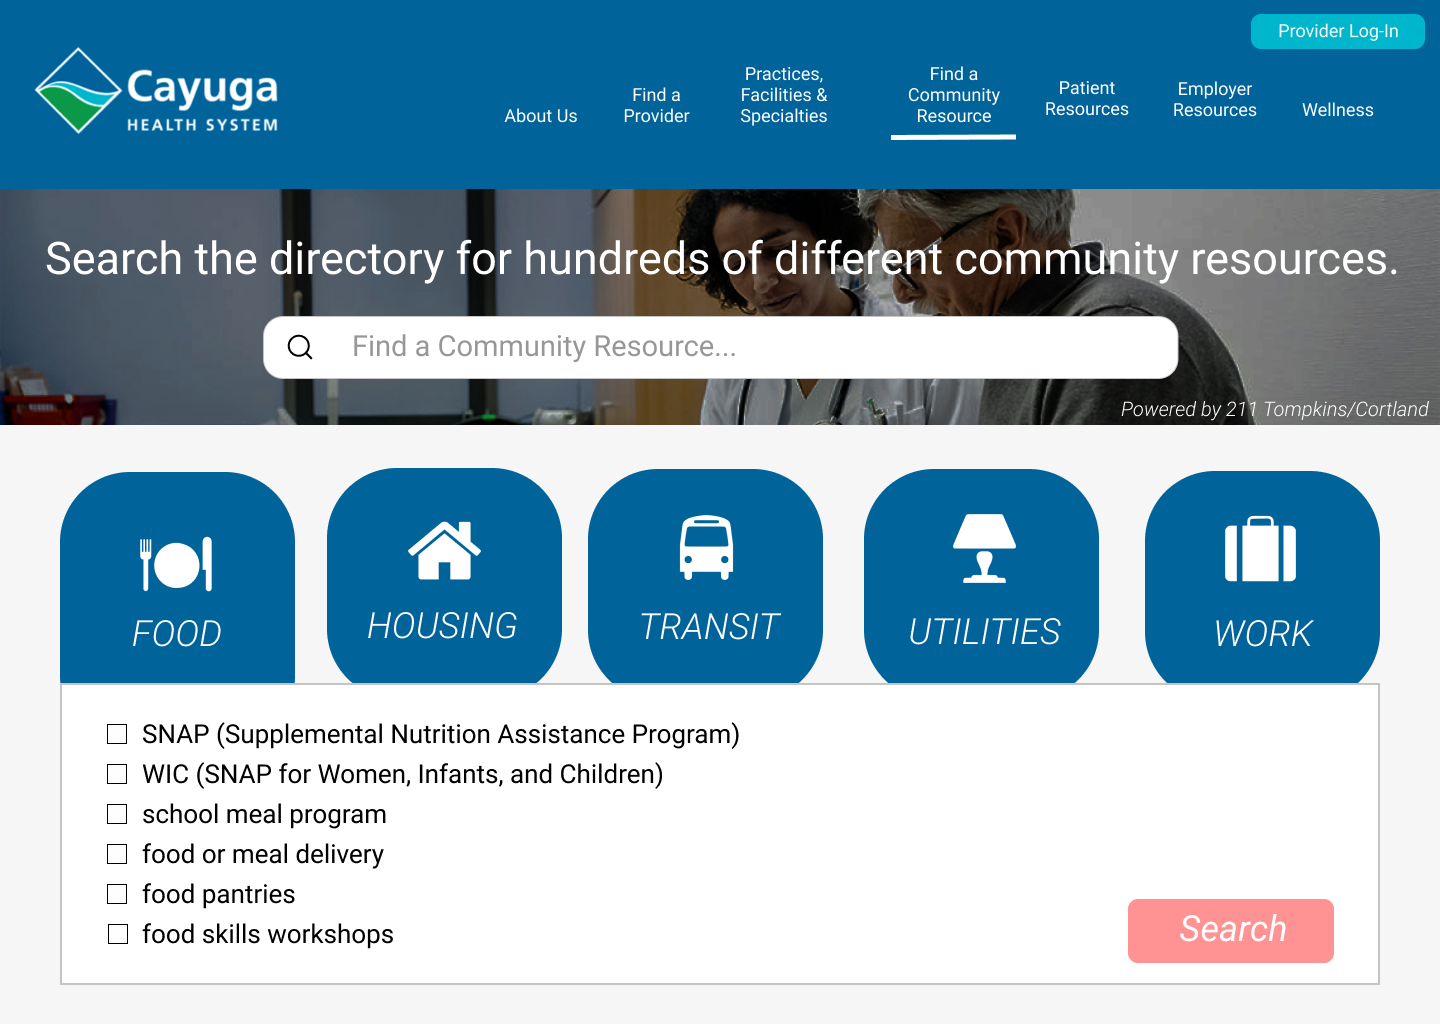 Provider Log-In
Cayuga
HEALTH SYSTEM
About Us
Find a
Provider
Practices,
Facilities &
Specialties
Find a
Community
Resource
Patient
Resources
Employer
Resources
Wellness
Search the directory for hundreds of different community resources.
Find a Community Resource...
Powered by 211 Tompkins/Cortland
FOOD
HOUSING
TRANSIT
UTILITIES
WORK
SNAP (Supplemental Nutrition Assistance Program)
WIC (SNAP for Women, Infants, and Children)
school meal program
food or meal delivery
food pantries
food skills workshops
Search